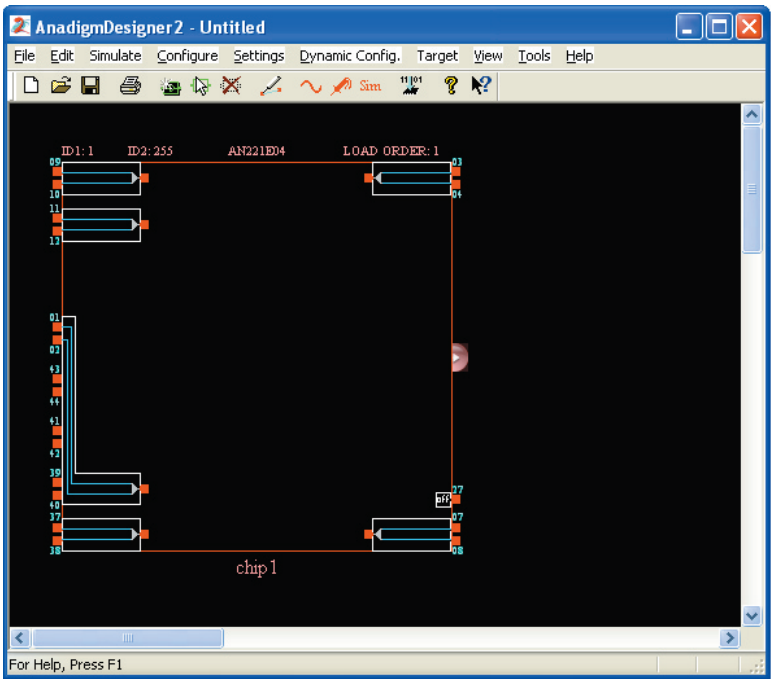 AnadigmDesigner2 - Untitled
File Edit Simulate Configure Settings Dynamic Config. Target View Tools Help
Sim
ID1: 1 ID2: 255 AN221E04 LOAD ORDER: 1
09 03
10 04
11
12
01
02
43
44
41
42
39
40 off 27
37 07
38 08
chip1
For Help, Press F1